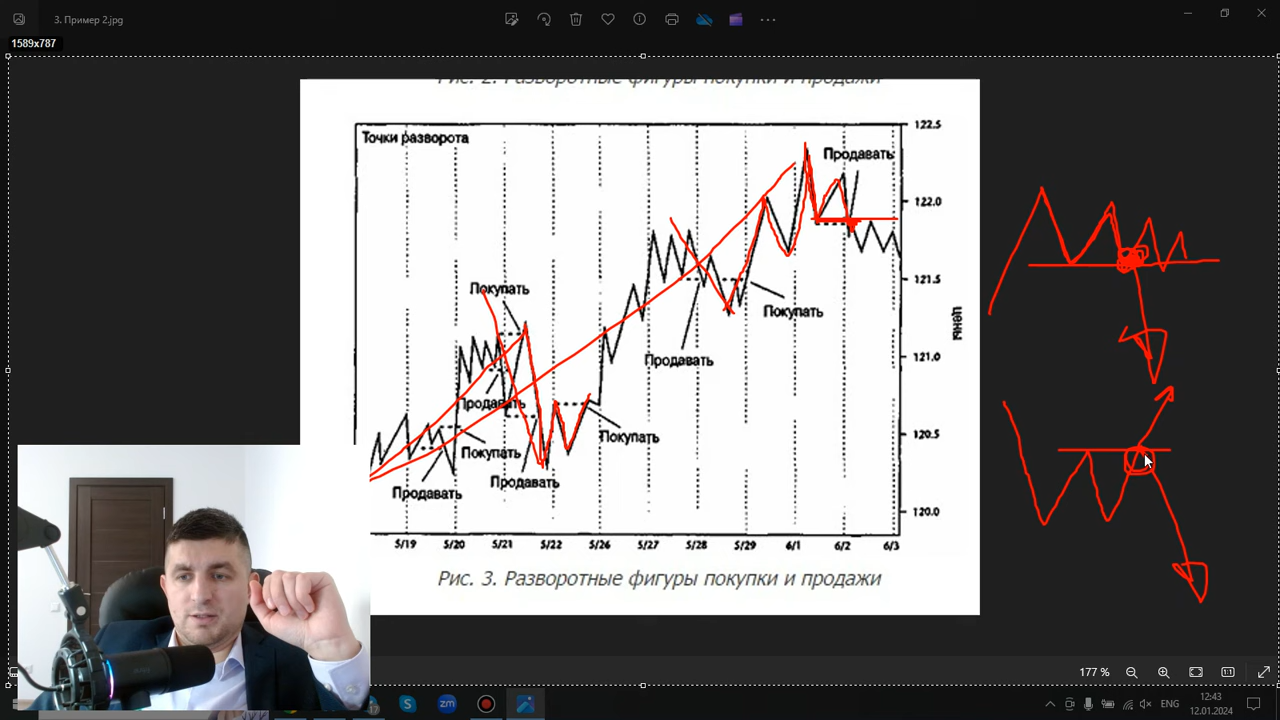 3. Пример 2.jpg
1589x787
Рис. 2. Разворотные фигуры покупки и продажи
Точки разворота
122.5
Продавать
122.0
Покупать
121.5
Покупать
цены
Продавать
121.0
Продавать
120.5
Покупать
Покупать
Продавать
Продавать
120.0
5/19 5/20 5/21 5/22 5/26 5/27 5/28 5/29 6/1 6/2 6/3
Рис. 3. Разворотные фигуры покупки и продажи
177 %
zm
ENG
12:43
12.01.2024